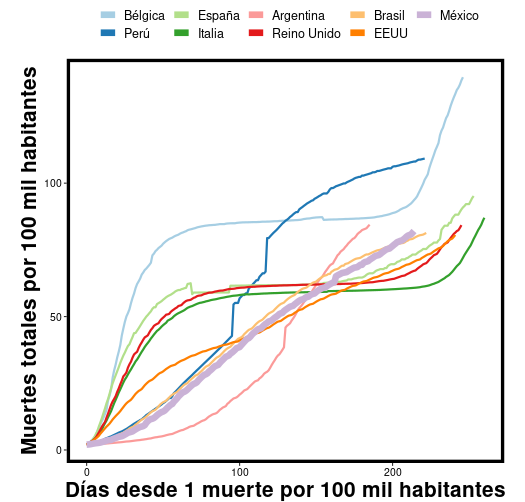 Bélgica España Argentina Brasil México
Perú Italia Reino Unido EEUU
Muertes totales por 100 mil habitantes
100
50
0
0 100 200
Días desde 1 muerte por 100 mil habitantes